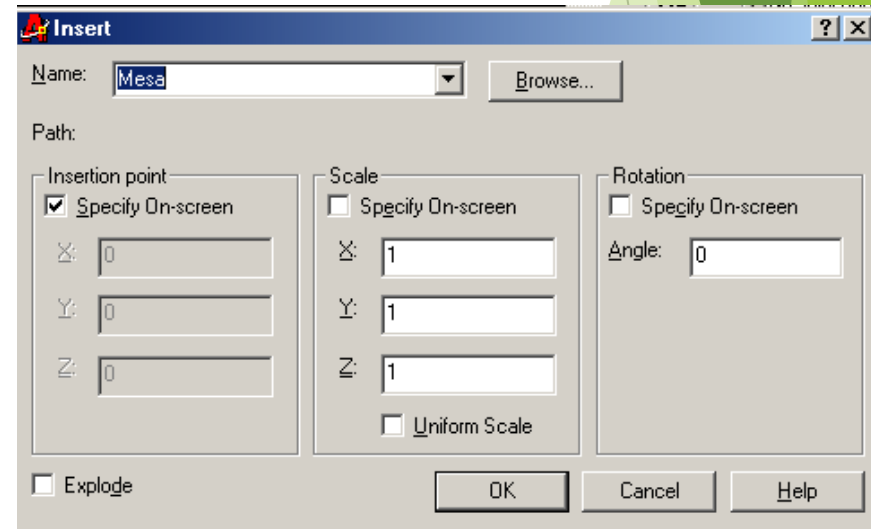 Insert
Name: Mesa Browse...
Path:
Insertion point Scale Rotation
Specify On-screen Specify On-screen Specify On-screen
X: 0 X: 1 Angle: 0
Y: 0 Y: 1
Z: 0 Z: 1
Uniform Scale
Explode OK Cancel Help